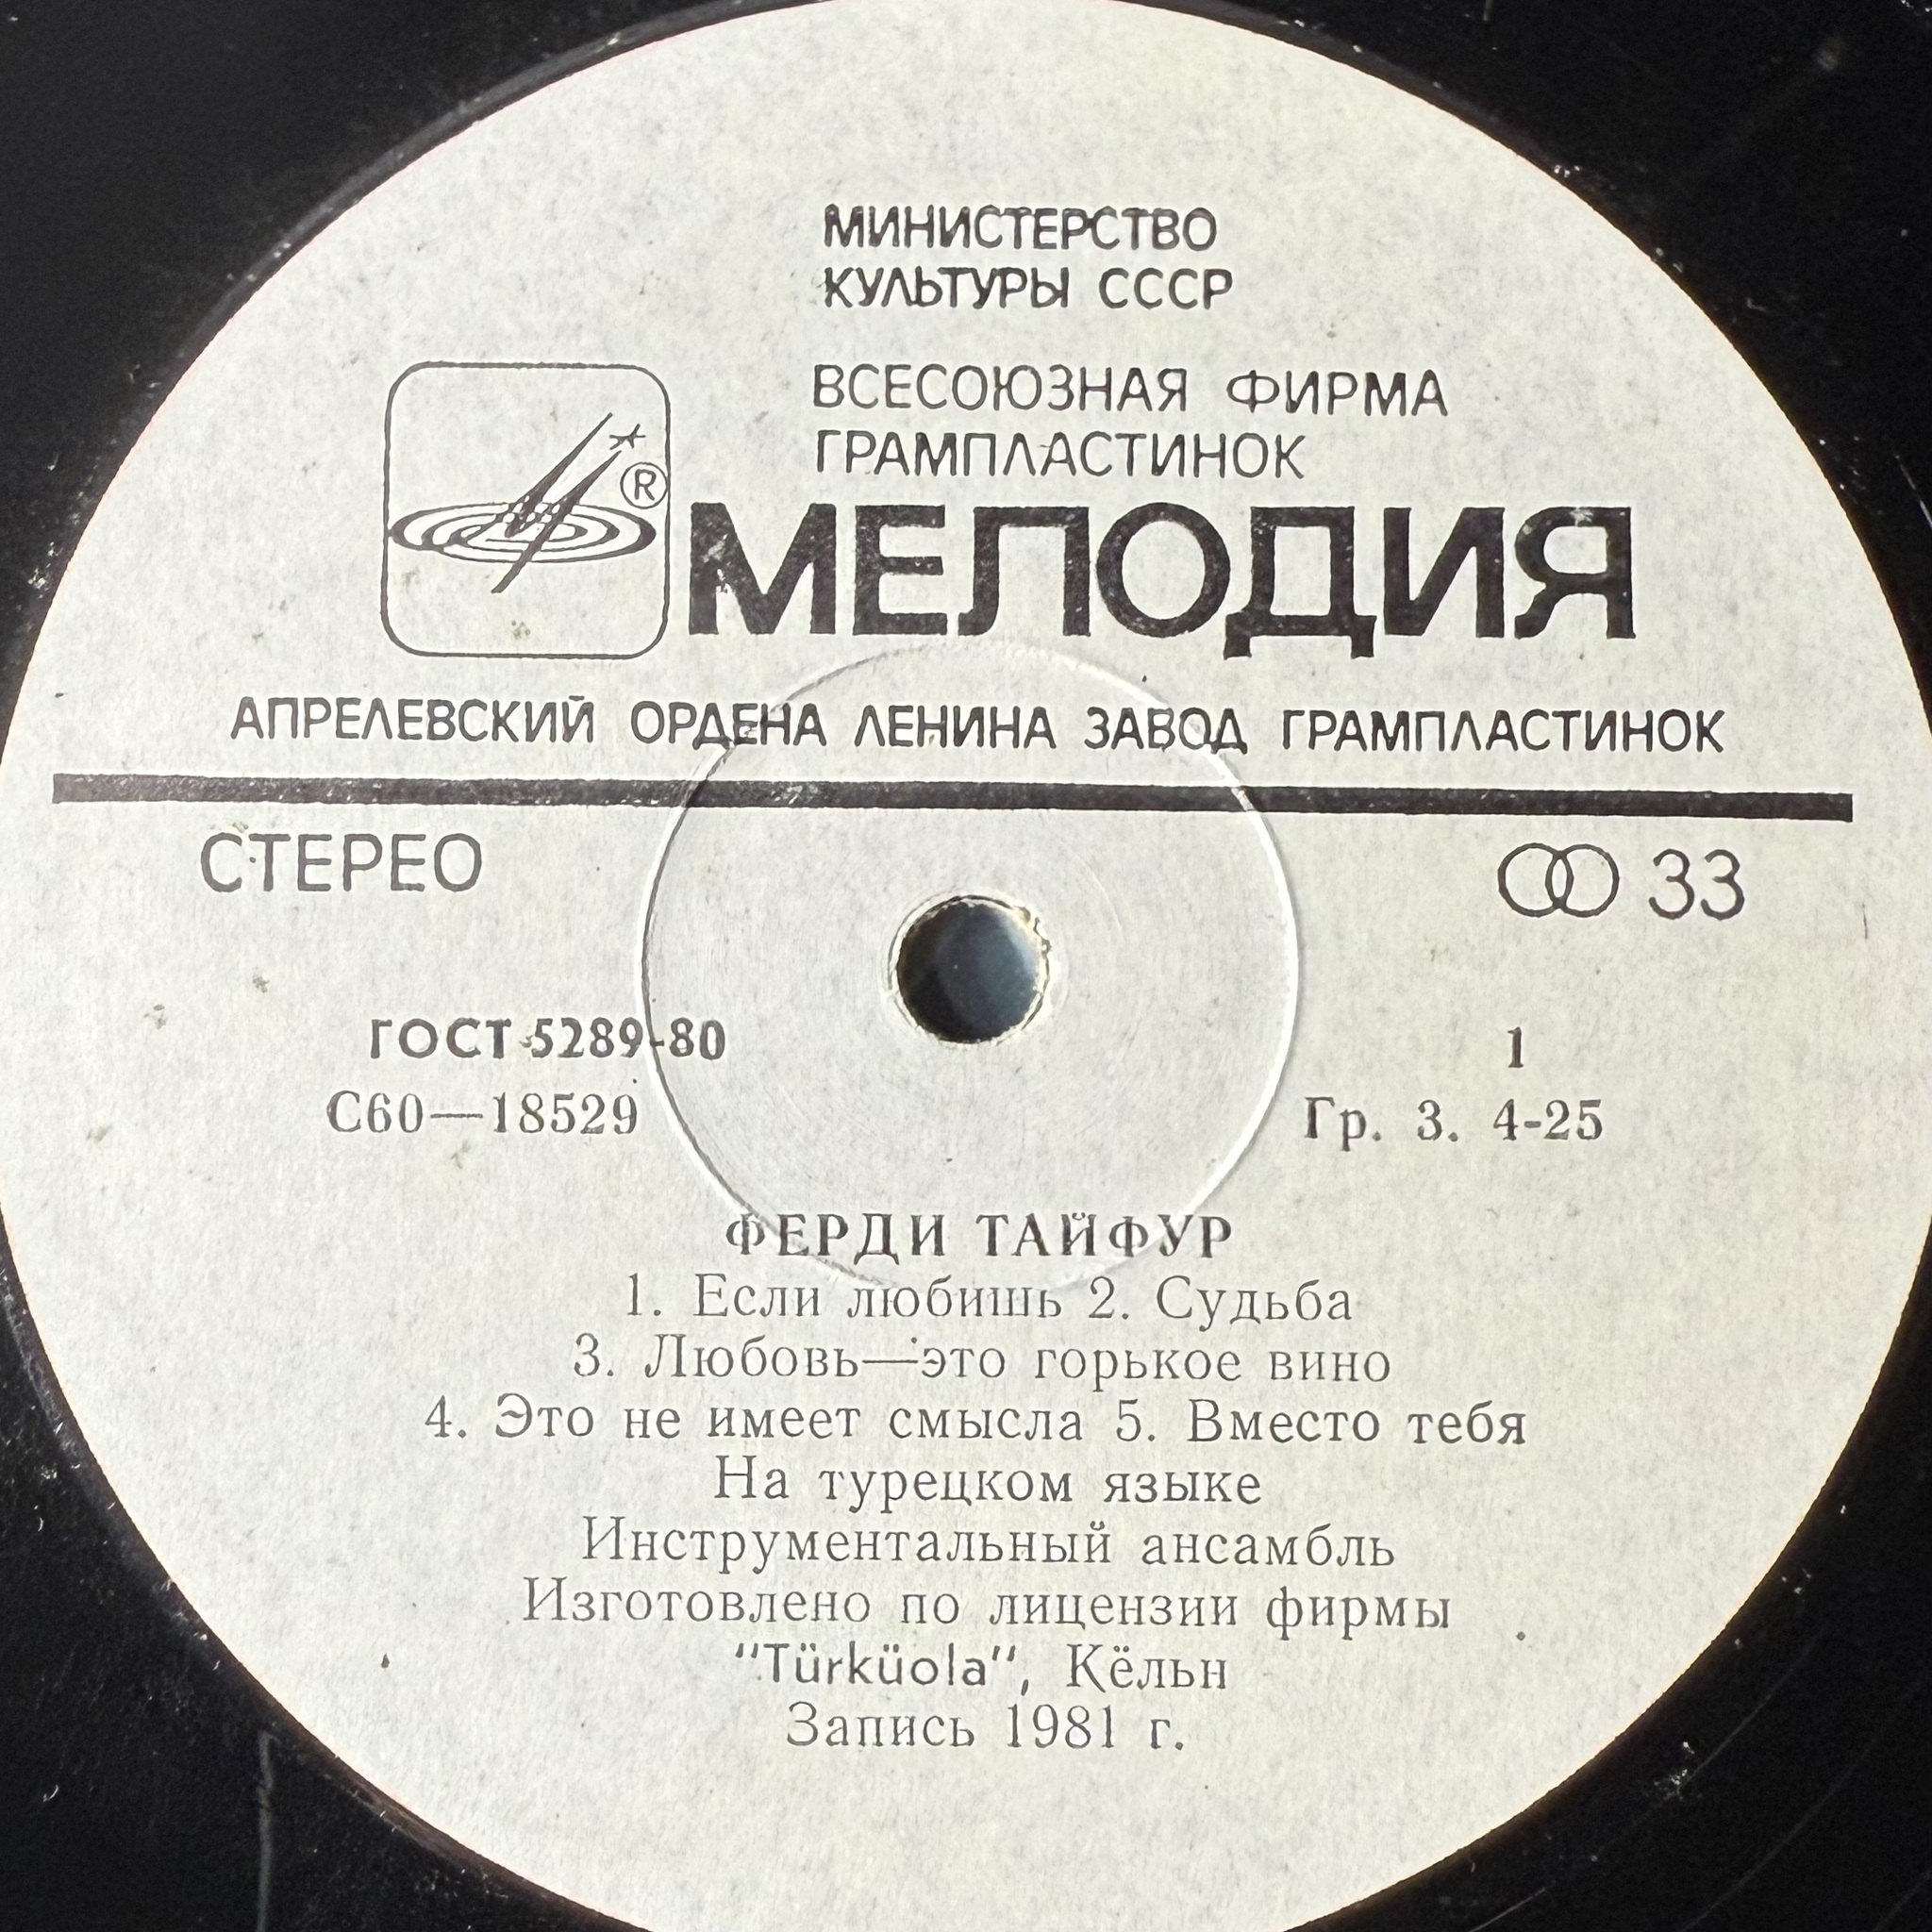 МИНИСТЕРСТВО
КУЛЬТУРЫ СССР
ВСЕСОЮЗНАЯ ФИРМА
ГРАМПЛАСТИНОК
®
МЕЛОДИЯ
АПРЕЛЕВСКИЙ ОРДЕНА ЛЕНИНА ЗАВОД ГРАМПЛАСТИНОК
СТЕРЕО
33
ГОСТ 5289-80
1
С60—18529
Гр. 3. 4-25
ФЕРДИ ТАЙФУР
1. Если любишь 2. Судьба
3. Любовь—это горькое вино
4. Это не имеет смысла 5. Вместо тебя
На турецком языке
Инструментальный ансамбль
Изготовлено по лицензии фирмы
"Türküola", Кёльн
Запись 1981 г.